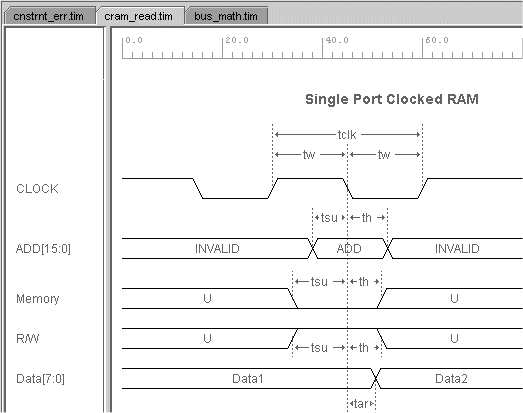 cnstrnt_err.tim cram_read.tim bus_math.tim
0.0 20.0 40.0 60.0
Single Port Clocked RAM
tclk
tw tw
CLOCK
tsu th
ADD[15:0] INVALID ADD INVALID
tsu th
Memory U U
R/W U U
tsu th
Data[7:0] Data1 Data2
tar